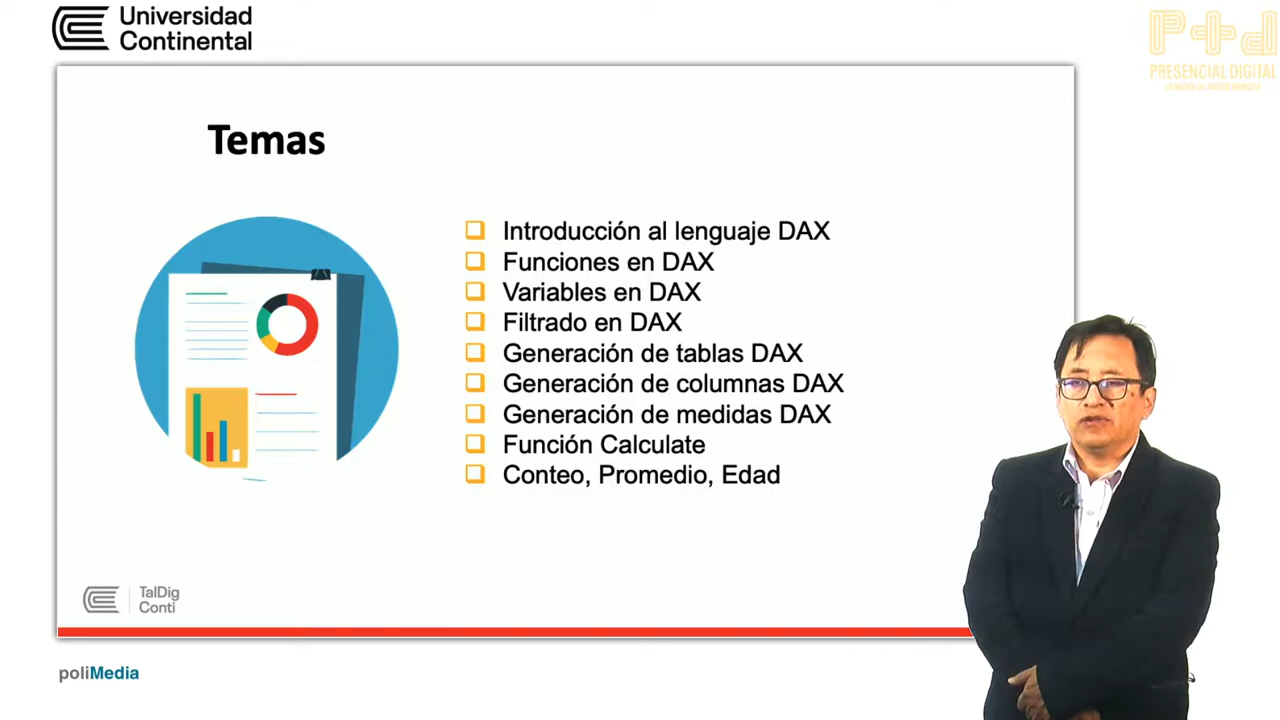 Universidad
Continental
PRESENCIAL DIGITAL
Temas
Introducción al lenguaje DAX
Funciones en DAX
Variables en DAX
Filtrado en DAX
Generación de tablas DAX
Generación de columnas DAX
Generación de medidas DAX
Función Calculate
Conteo, Promedio, Edad
TalDig
Conti
poliMedia